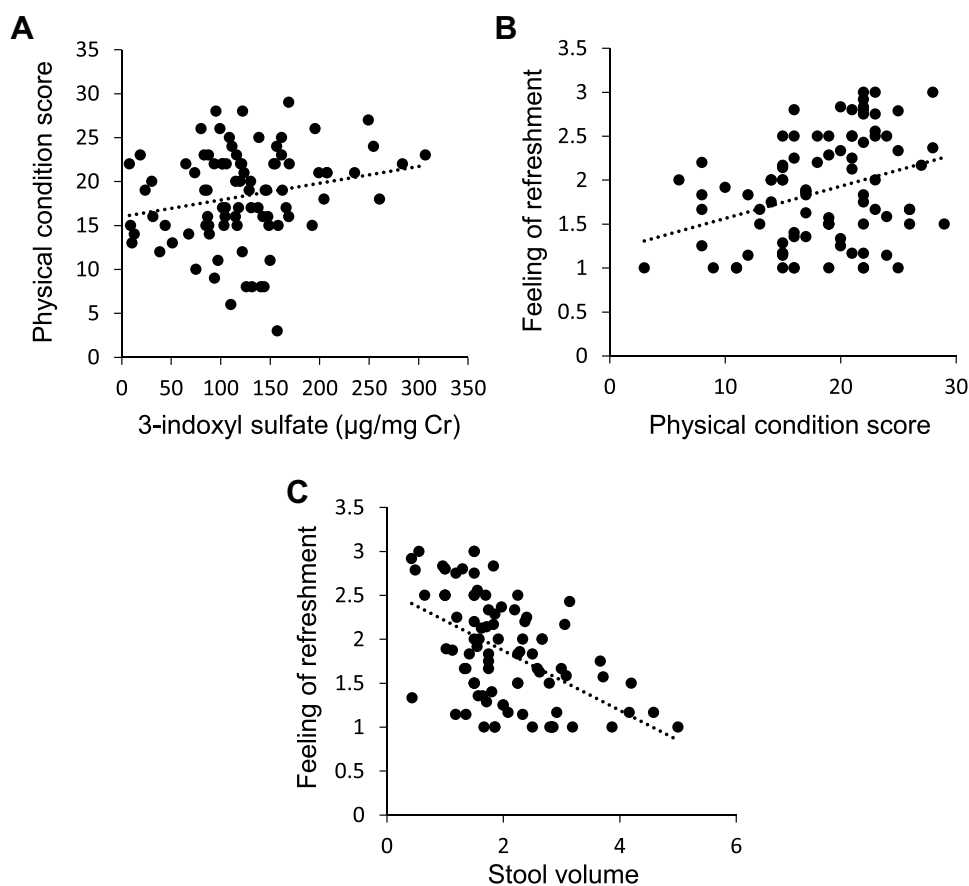 A
Physical condition score
35
30
25
20
15
10
5
0
0 50 100 150 200 250 300 350
3-indoxyl sulfate (µg/mg Cr)
B
Feeling of refreshment
3.5
3
2.5
2
1.5
1
0.5
0
0 10 20 30
Physical condition score
C
Feeling of refreshment
3.5
3
2.5
2
1.5
1
0.5
0
0 2 4 6
Stool volume